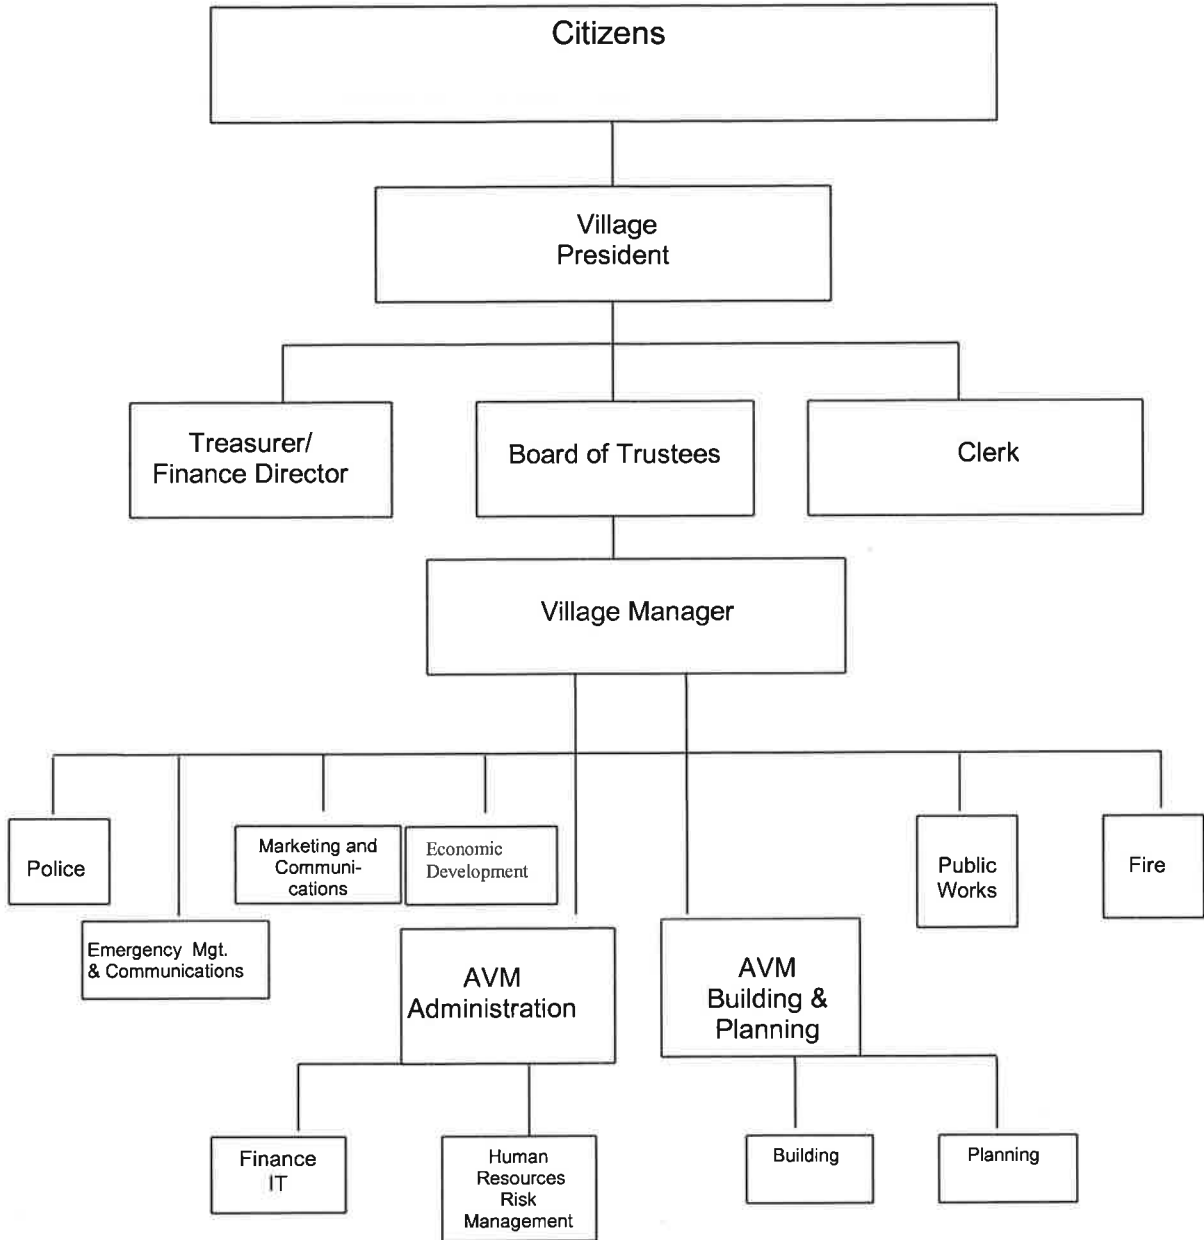 Citizens
Village
President
Treasurer/
Finance Director
Board of Trustees
Clerk
Village Manager
Police
Marketing and
Communi-
cations
Economic
Development
Public
Works
Fire
Emergency Mgt.
& Communications
AVM
Administration
AVM
Building &
Planning
Finance
IT
Human
Resources
Risk
Management
Building
Planning